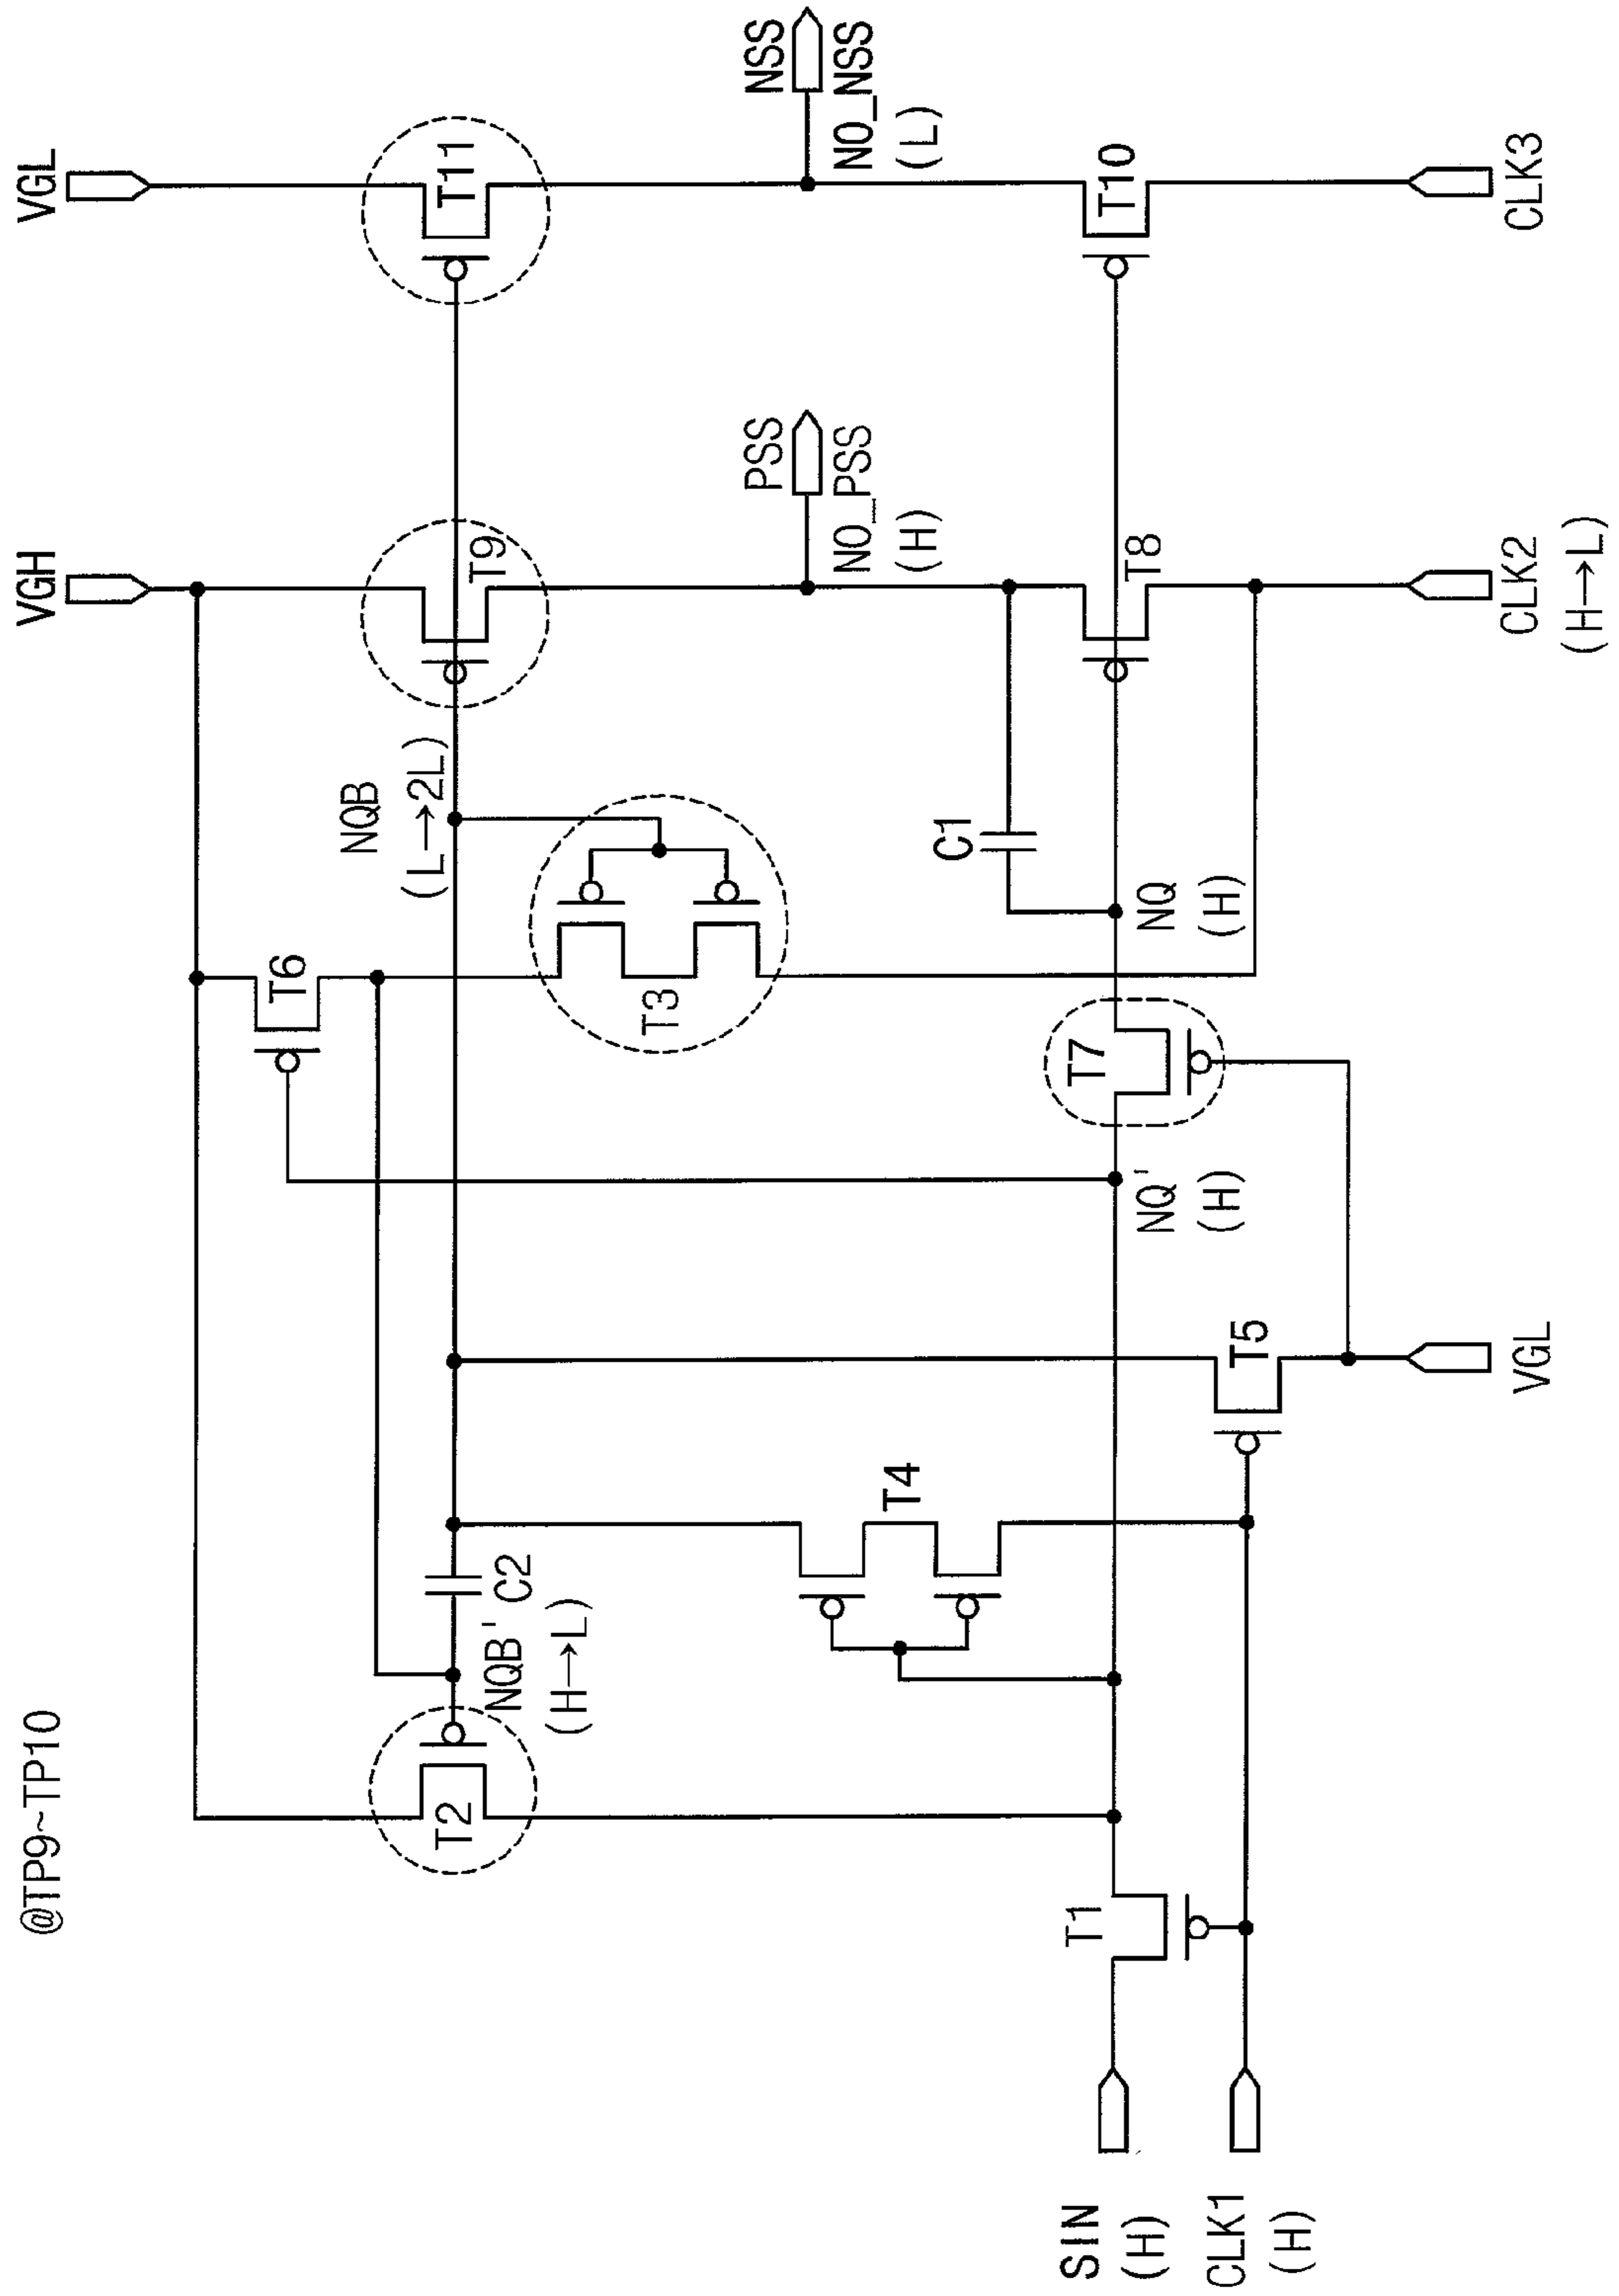 @TP9~TP10
VGH
VGL
T6
T2
NQB'
(H→L)
C2
NQB
(L→2L)
T9
T11
T3
T4
PSS
NO_PSS
(H)
NSS
NO_NSS
(L)
C1
SIN
(H)
T1
NQ'
(H)
T7
NQ
(H)
T8
T10
CLK1
(H)
T5
VGL
CLK2
(H→L)
CLK3